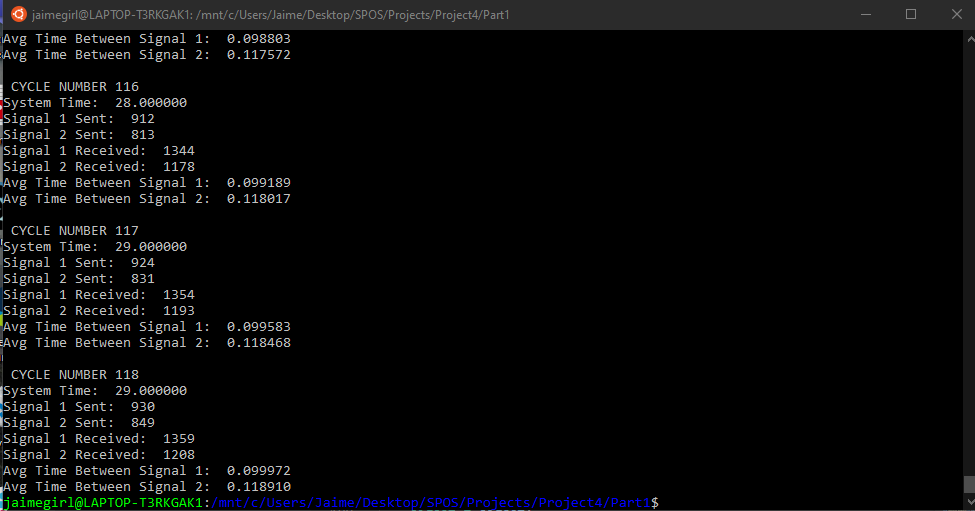 jaimegirl@LAPTOP-T3RKGAK1: /mnt/c/Users/Jaime/Desktop/SPOS/Projects/Project4/Part1
Avg Time Between Signal 1:  0.098803
Avg Time Between Signal 2:  0.117572

 CYCLE NUMBER 116
System Time:  28.000000
Signal 1 Sent:  912
Signal 2 Sent:  813
Signal 1 Received:  1344
Signal 2 Received:  1178
Avg Time Between Signal 1:  0.099189
Avg Time Between Signal 2:  0.118017

 CYCLE NUMBER 117
System Time:  29.000000
Signal 1 Sent:  924
Signal 2 Sent:  831
Signal 1 Received:  1354
Signal 2 Received:  1193
Avg Time Between Signal 1:  0.099583
Avg Time Between Signal 2:  0.118468

 CYCLE NUMBER 118
System Time:  29.000000
Signal 1 Sent:  930
Signal 2 Sent:  849
Signal 1 Received:  1359
Signal 2 Received:  1208
Avg Time Between Signal 1:  0.099972
Avg Time Between Signal 2:  0.118910
jaimegirl@LAPTOP-T3RKGAK1:/mnt/c/Users/Jaime/Desktop/SPOS/Projects/Project4/Part1$